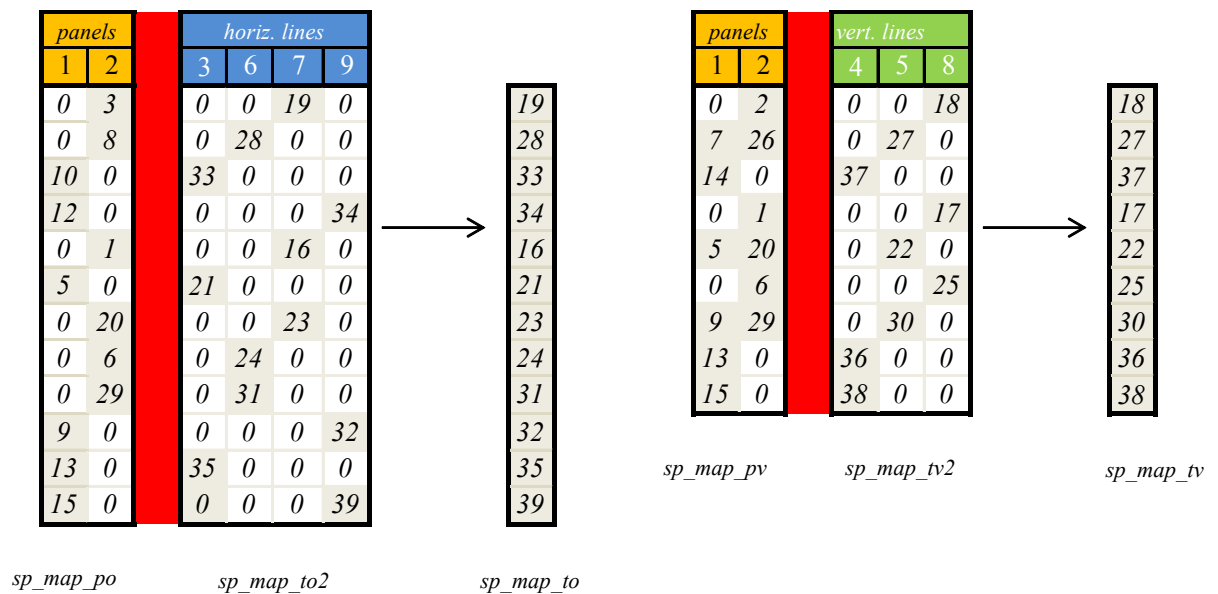 panels horiz. lines
1 2 3 6 7 9
0 3 0 0 19 0 19
0 8 0 28 0 0 28
10 0 33 0 0 0 33
12 0 0 0 0 34 34
0 1 0 0 16 0 16
5 0 21 0 0 0 21
0 20 0 0 23 0 23
0 6 0 24 0 0 24
0 29 0 31 0 0 31
9 0 0 0 0 32 32
13 0 35 0 0 0 35
15 0 0 0 0 39 39
sp_map_po sp_map_to2 sp_map_to
panels vert. lines
1 2 4 5 8
0 2 0 0 18 18
7 26 0 27 0 27
14 0 37 0 0 37
0 1 0 0 17 17
5 20 0 22 0 22
0 6 0 0 25 25
9 29 0 30 0 30
13 0 36 0 0 36
15 0 38 0 0 38
sp_map_pv sp_map_tv2 sp_map_tv